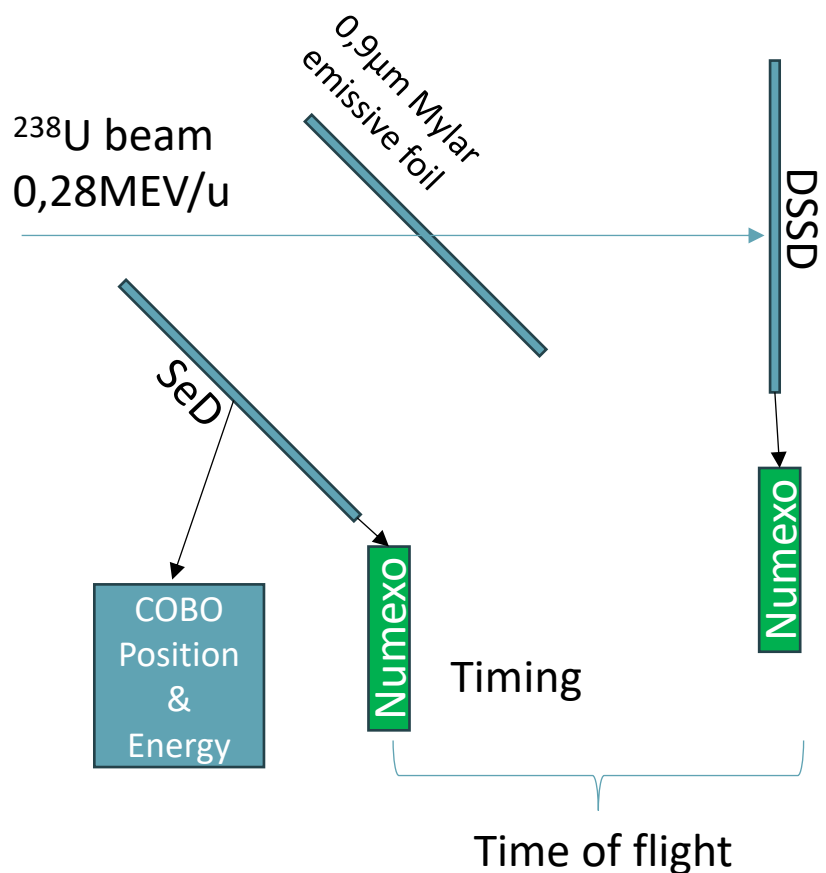 0,9µm Mylar
emissive foil
²³⁸U beam
0,28MEV/u
DSSD
SeD
Numexo
Numexo
COBO
Position
&
Energy
Timing
Time of flight